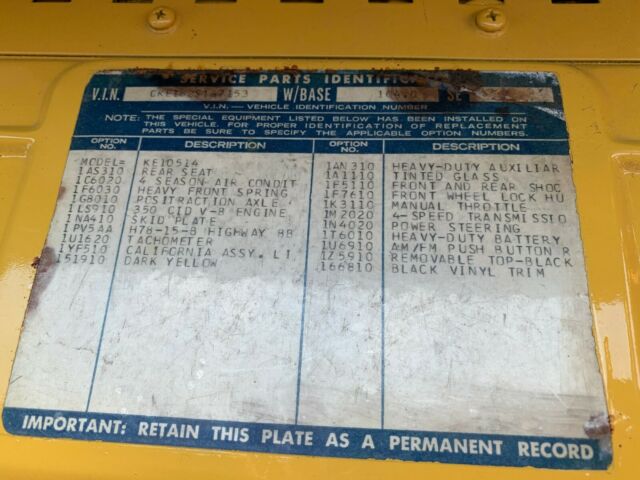 SERVICE PARTS IDENTIFICA
V.I.N. W/BASE
V.I.N. — VEHICLE IDENTIFICATION NUMBER
NOTE: THE SPECIAL EQUIPMENT LISTED BELOW HAS BEEN INSTALLED ON
THIS VEHICLE. FOR PROPER IDENTIFICATION OF REPLACEMENT
PARTS BE SURE TO SPECIFY THE APPLICABLE OPTION NUMBERS.
OPTION NO. DESCRIPTION
MODEL= KE10514
1AS310 REAR SEAT
1C6020 4 SEASON AIR CONDIT
1F6030 HEAVY FRONT SPRING
1G8010 POSITRACTION AXLE
1LS910 350 CID V-8 ENGINE
1NA410 SKID PLATE
1PV5AA H78-15-B HIGHWAY BB
1U1620 TACHOMETER
1YF510 CALIFORNIA ASSY. LI
151910 DARK YELLOW
OPTION NO. DESCRIPTION
1AN310 HEAVY-DUTY AUXILIAR
1A1110 TINTED GLASS
1F5110 FRONT AND REAR SHOC
1F7610 FRONT WHEEL LOCK HU
1K3110 MANUAL THROTTLE
1M2020 4-SPEED TRANSMISSIO
1N4020 POWER STEERING
1T6010 HEAVY-DUTY BATTERY
1U6910 AM/FM PUSH BUTTON R
1Z5910 REMOVABLE TOP-BLACK
166810 BLACK VINYL TRIM
IMPORTANT: RETAIN THIS PLATE AS A PERMANENT RECORD